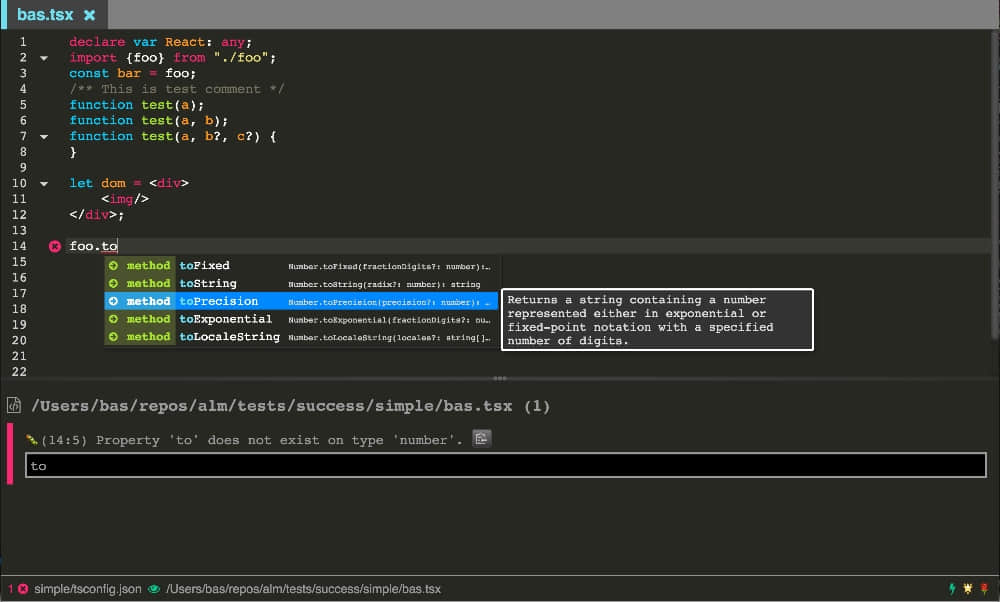 bas.tsx ×
1 declare var React: any;
2 import {foo} from "./foo";
3 const bar = foo;
4 /** This is test comment */
5 function test(a);
6 function test(a, b);
7 function test(a, b?, c?) {
8 }
9
10 let dom = <div>
11 <img/>
12 </div>;
13
14 foo.to
15 method toFixed Number.toFixed(fractionDigits?: number):…
16 method toString Number.toString(radix?: number): string
17 method toPrecision Number.toPrecision(precision?: number): …
18 method toExponential Number.toExponential(fractionDigits?: nu…
19 method toLocaleString Number.toLocaleString(locales?: string[]…
20
21
22
Returns a string containing a number
represented either in exponential or
fixed-point notation with a specified
number of digits.
/Users/bas/repos/alm/tests/success/simple/bas.tsx (1)
(14:5) Property 'to' does not exist on type 'number'.
to
1 simple/tsconfig.json /Users/bas/repos/alm/tests/success/simple/bas.tsx